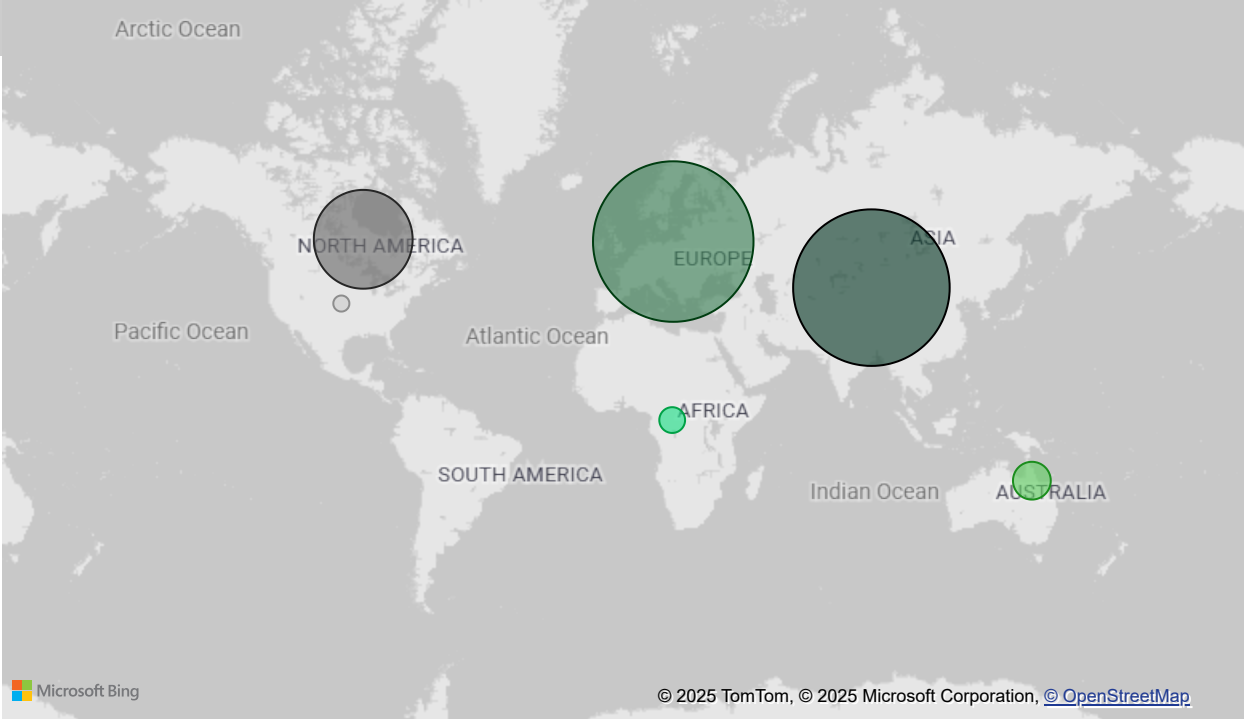 Arctic Ocean
NORTH AMERICA
ASIA
EUROPE
Pacific Ocean
Atlantic Ocean
AFRICA
SOUTH AMERICA
Indian Ocean
AUSTRALIA
Microsoft Bing
© 2025 TomTom, © 2025 Microsoft Corporation, © OpenStreetMap